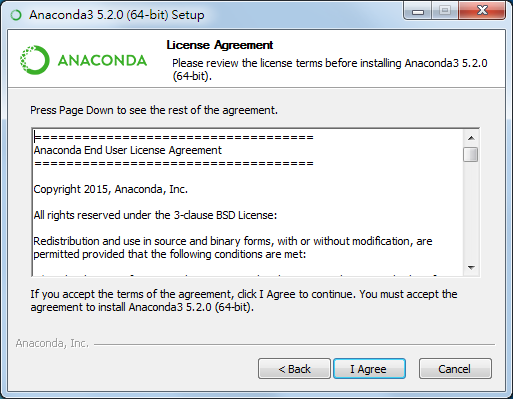 Anaconda3 5.2.0 (64-bit) Setup
ANACONDA
License Agreement
Please review the license terms before installing Anaconda3 5.2.0
(64-bit).
Press Page Down to see the rest of the agreement.
===================================
Anaconda End User License Agreement
===================================
Copyright 2015, Anaconda, Inc.
All rights reserved under the 3-clause BSD License:
Redistribution and use in source and binary forms, with or without modification, are
permitted provided that the following conditions are met:
If you accept the terms of the agreement, click I Agree to continue. You must accept the
agreement to install Anaconda3 5.2.0 (64-bit).
Anaconda, Inc.
< Back
I Agree
Cancel